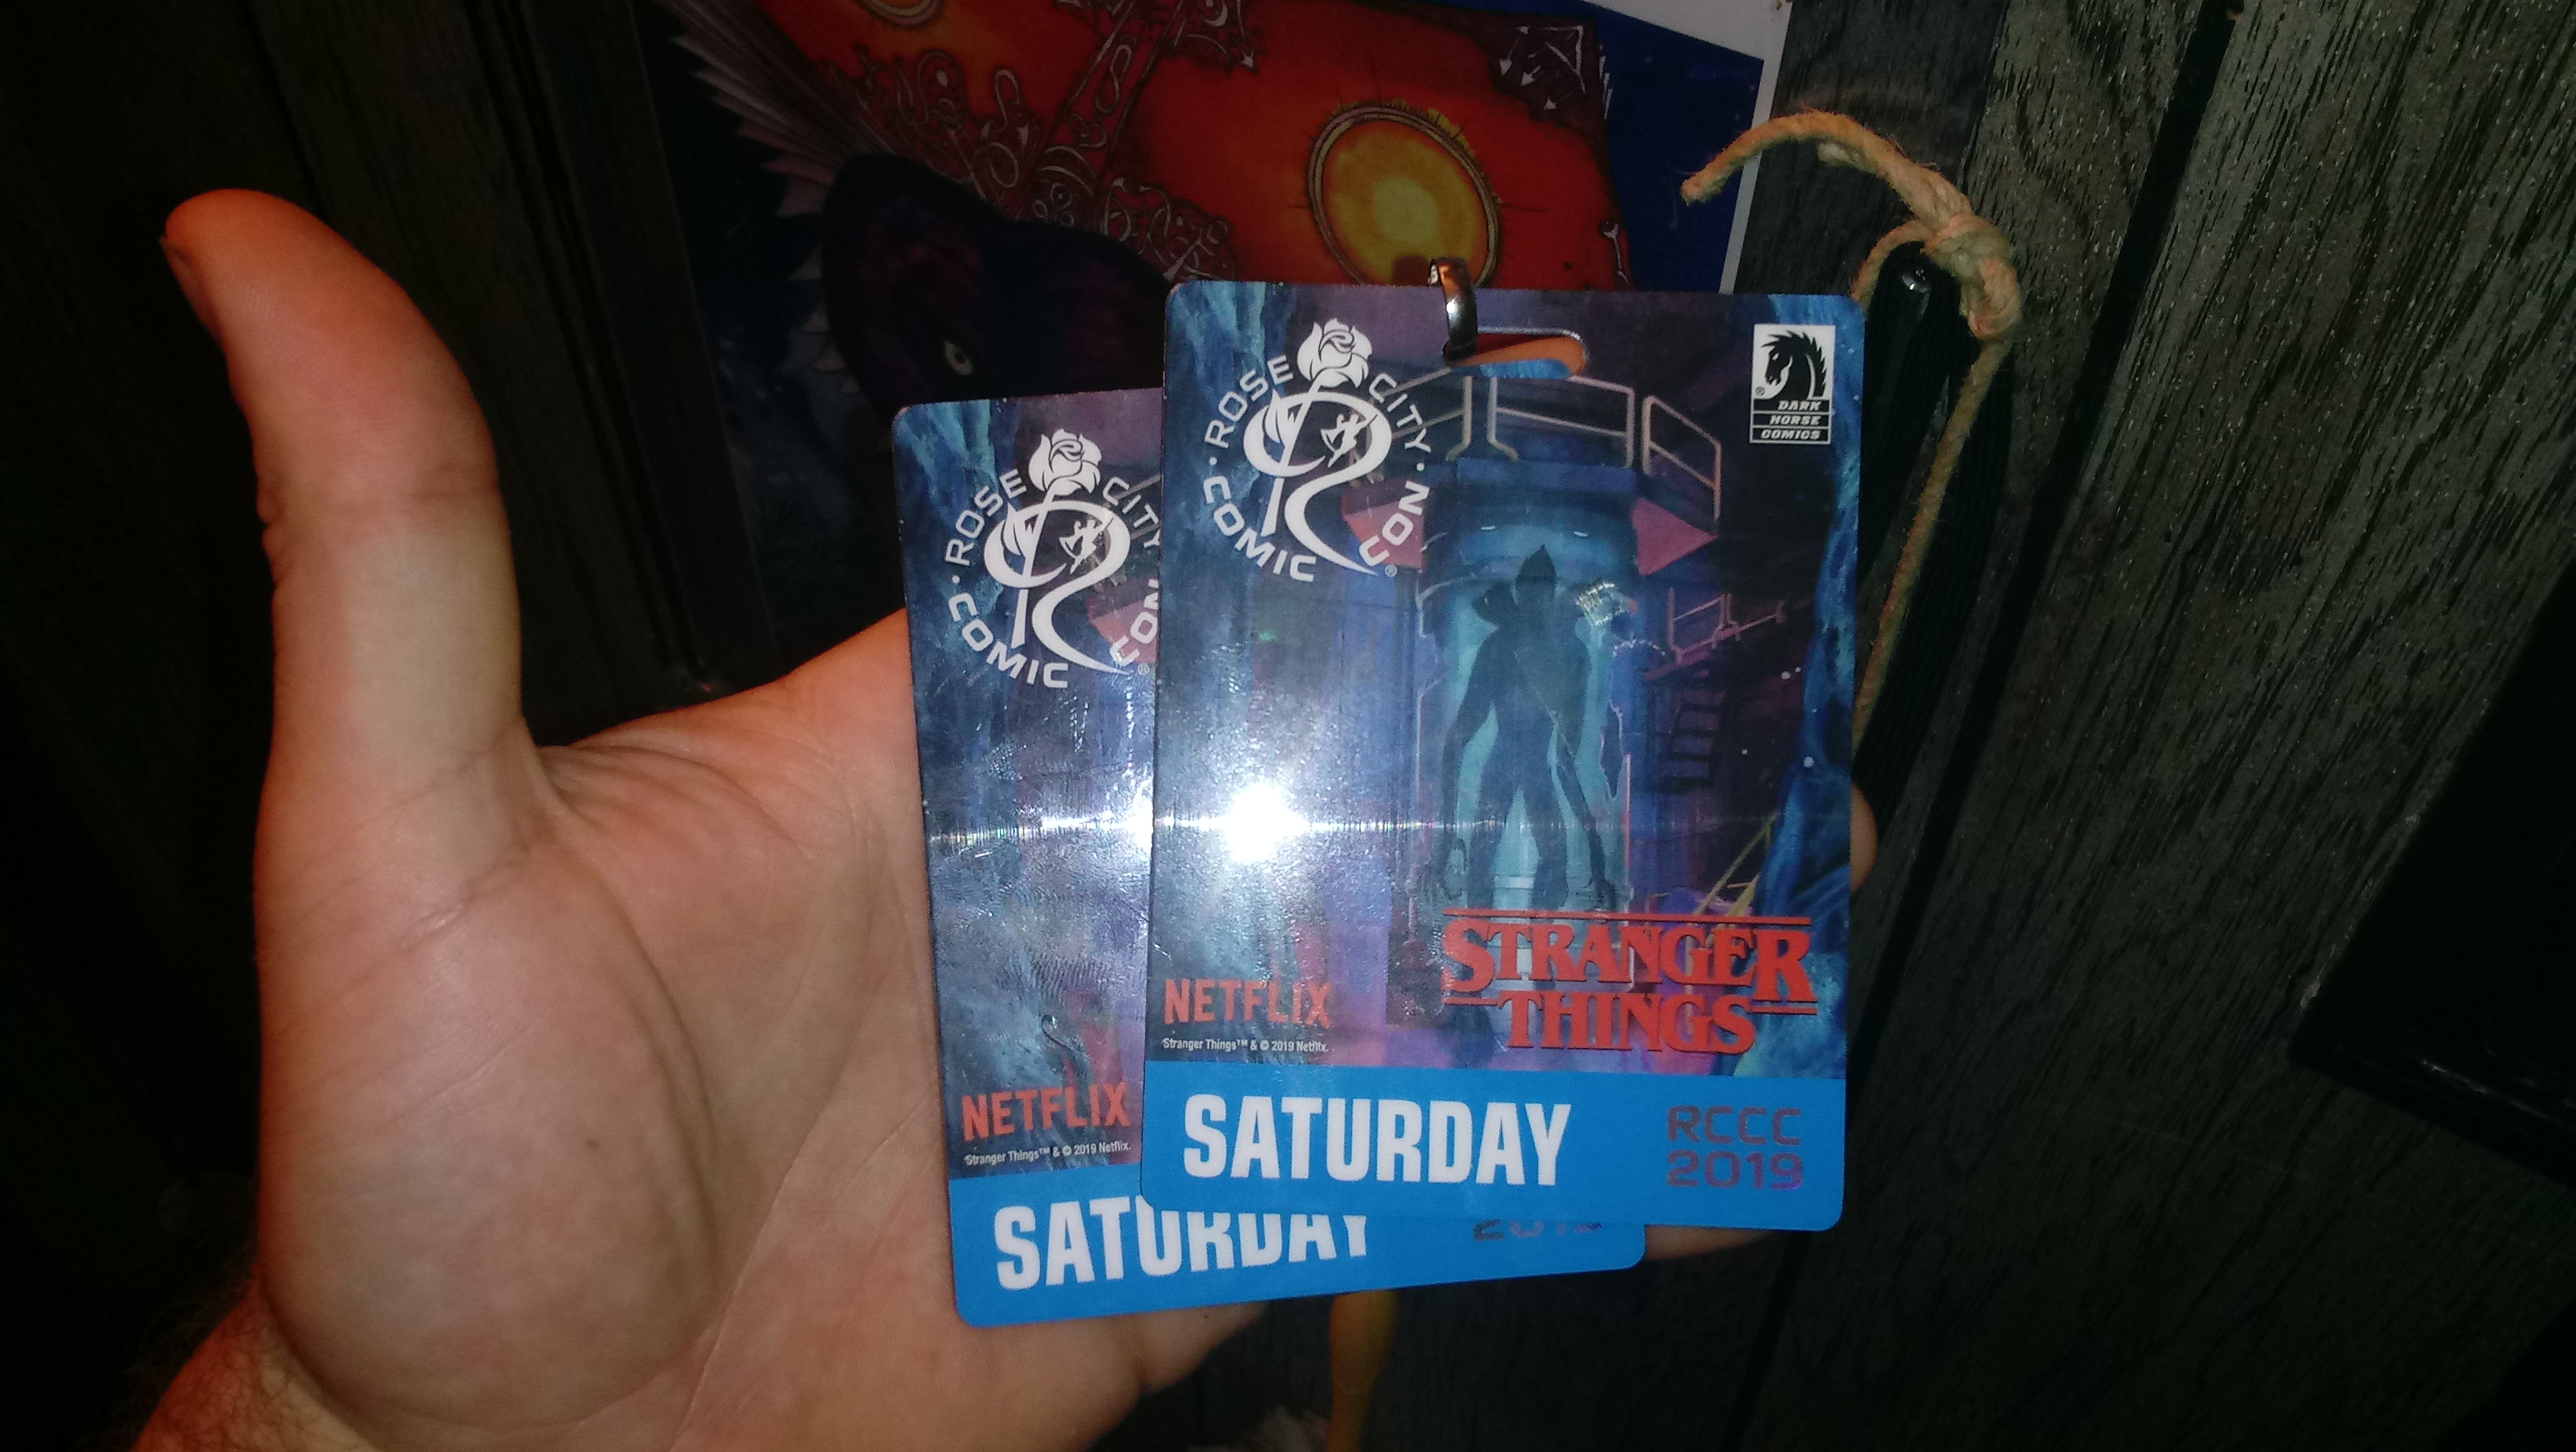 ROSE CITY
COMIC CON®
NETFLIX
Stranger Things™ & © 2019 Netflix.
SATURDAY
ROSE CITY
COMIC CON®
DARK
HORSE
COMICS
®
STRANGER
THINGS
NETFLIX
Stranger Things™ & © 2019 Netflix.
SATURDAY
RCCC
2019